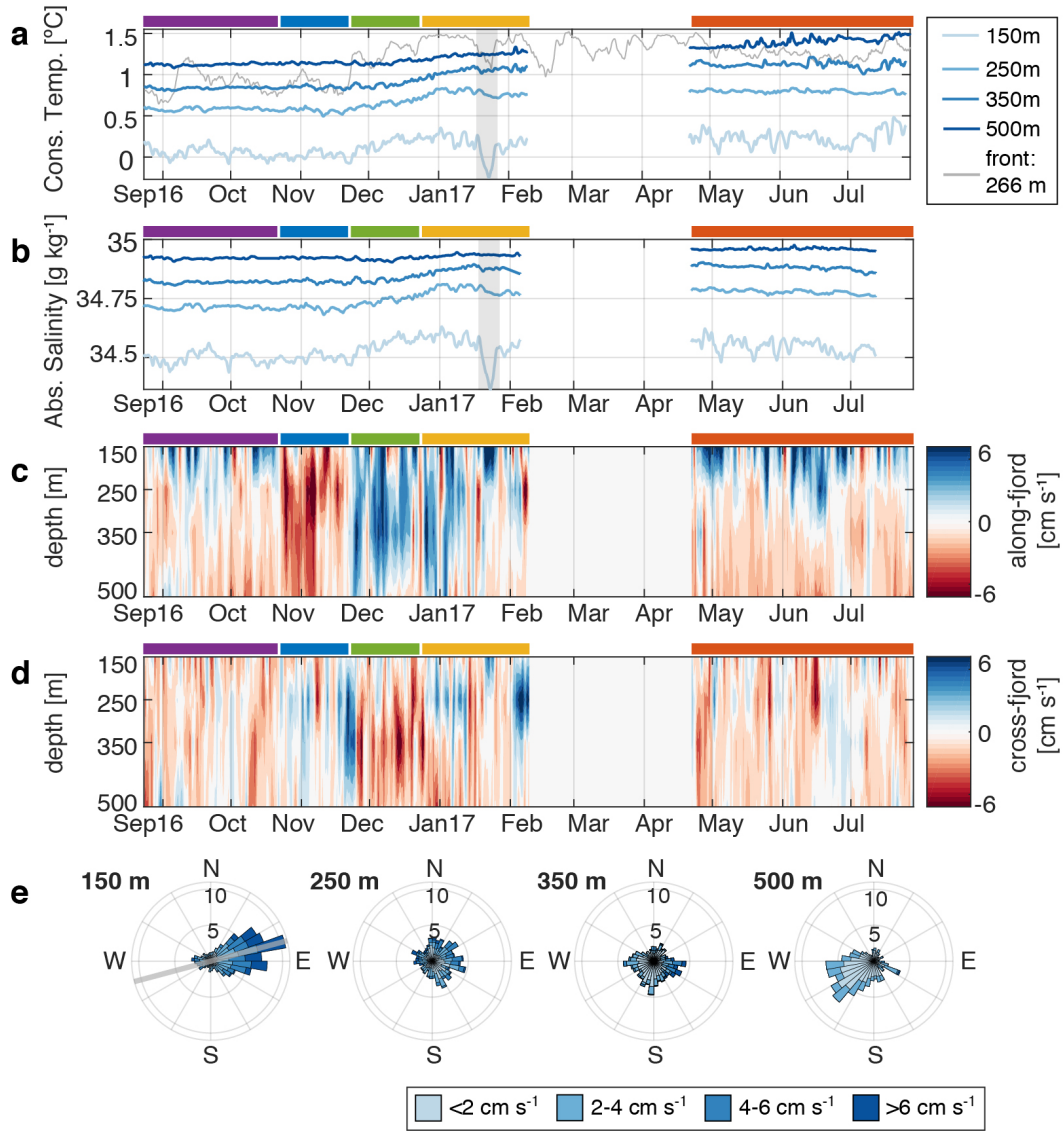 a
Cons. Temp. [ºC]
1.5
1
0.5
0
Sep16 Oct Nov Dec Jan17 Feb Mar Apr May Jun Jul
150m
250m
350m
500m
front:
266 m
b
Abs. Salinity [g kg⁻¹]
35
34.75
34.5
Sep16 Oct Nov Dec Jan17 Feb Mar Apr May Jun Jul
c
depth [m]
150
250
350
500
Sep16 Oct Nov Dec Jan17 Feb Mar Apr May Jun Jul
6
0
-6
along-fjord
[cm s⁻¹]
d
depth [m]
150
250
350
500
Sep16 Oct Nov Dec Jan17 Feb Mar Apr May Jun Jul
6
0
-6
cross-fjord
[cm s⁻¹]
e
150 m
N
10
5
W E
S
250 m
N
10
5
W E
S
350 m
N
10
5
W E
S
500 m
N
10
5
W E
S
<2 cm s⁻¹ 2-4 cm s⁻¹ 4-6 cm s⁻¹ >6 cm s⁻¹